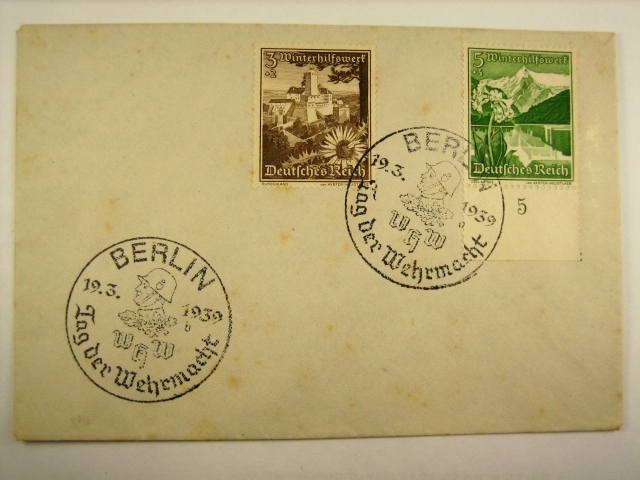 3 Winterhilfswerk
+2
Deutsches Reich
5 Winterhilfswerk
+3
Deutsches Reich
5
BERLIN
19.3. 1939
b
WHW
Tag der Wehrmacht
BERLIN
19.3. 1939
b
WHW
Tag der Wehrmacht